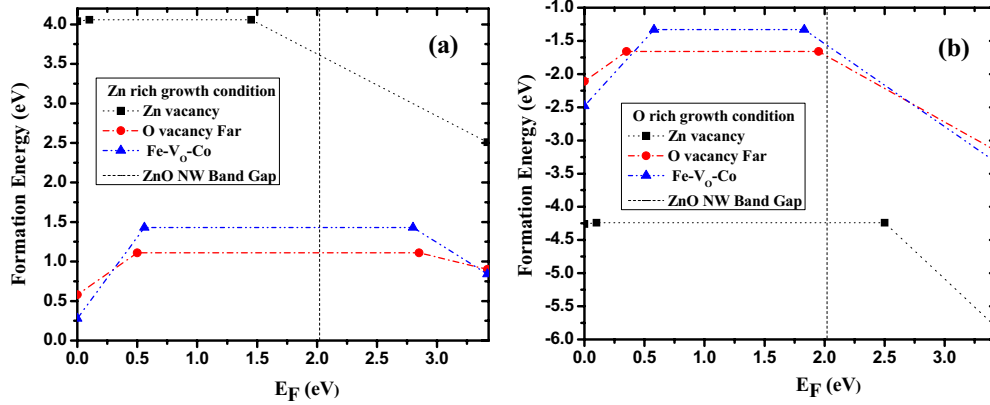 (a)
Formation Energy (eV)
4.0
3.5
3.0
2.5
2.0
1.5
1.0
0.5
0.0
Zn rich growth condition
Zn vacancy
O vacancy Far
Fe-V_O-Co
ZnO NW Band Gap
0.0 0.5 1.0 1.5 2.0 2.5 3.0
E_F (eV)
(b)
Formation Energy (eV)
-1.0
-1.5
-2.0
-2.5
-3.0
-3.5
-4.0
-4.5
-5.0
-5.5
-6.0
O rich growth condition
Zn vacancy
O vacancy Far
Fe-V_O-Co
ZnO NW Band Gap
0.0 0.5 1.0 1.5 2.0 2.5 3.0
E_F (eV)